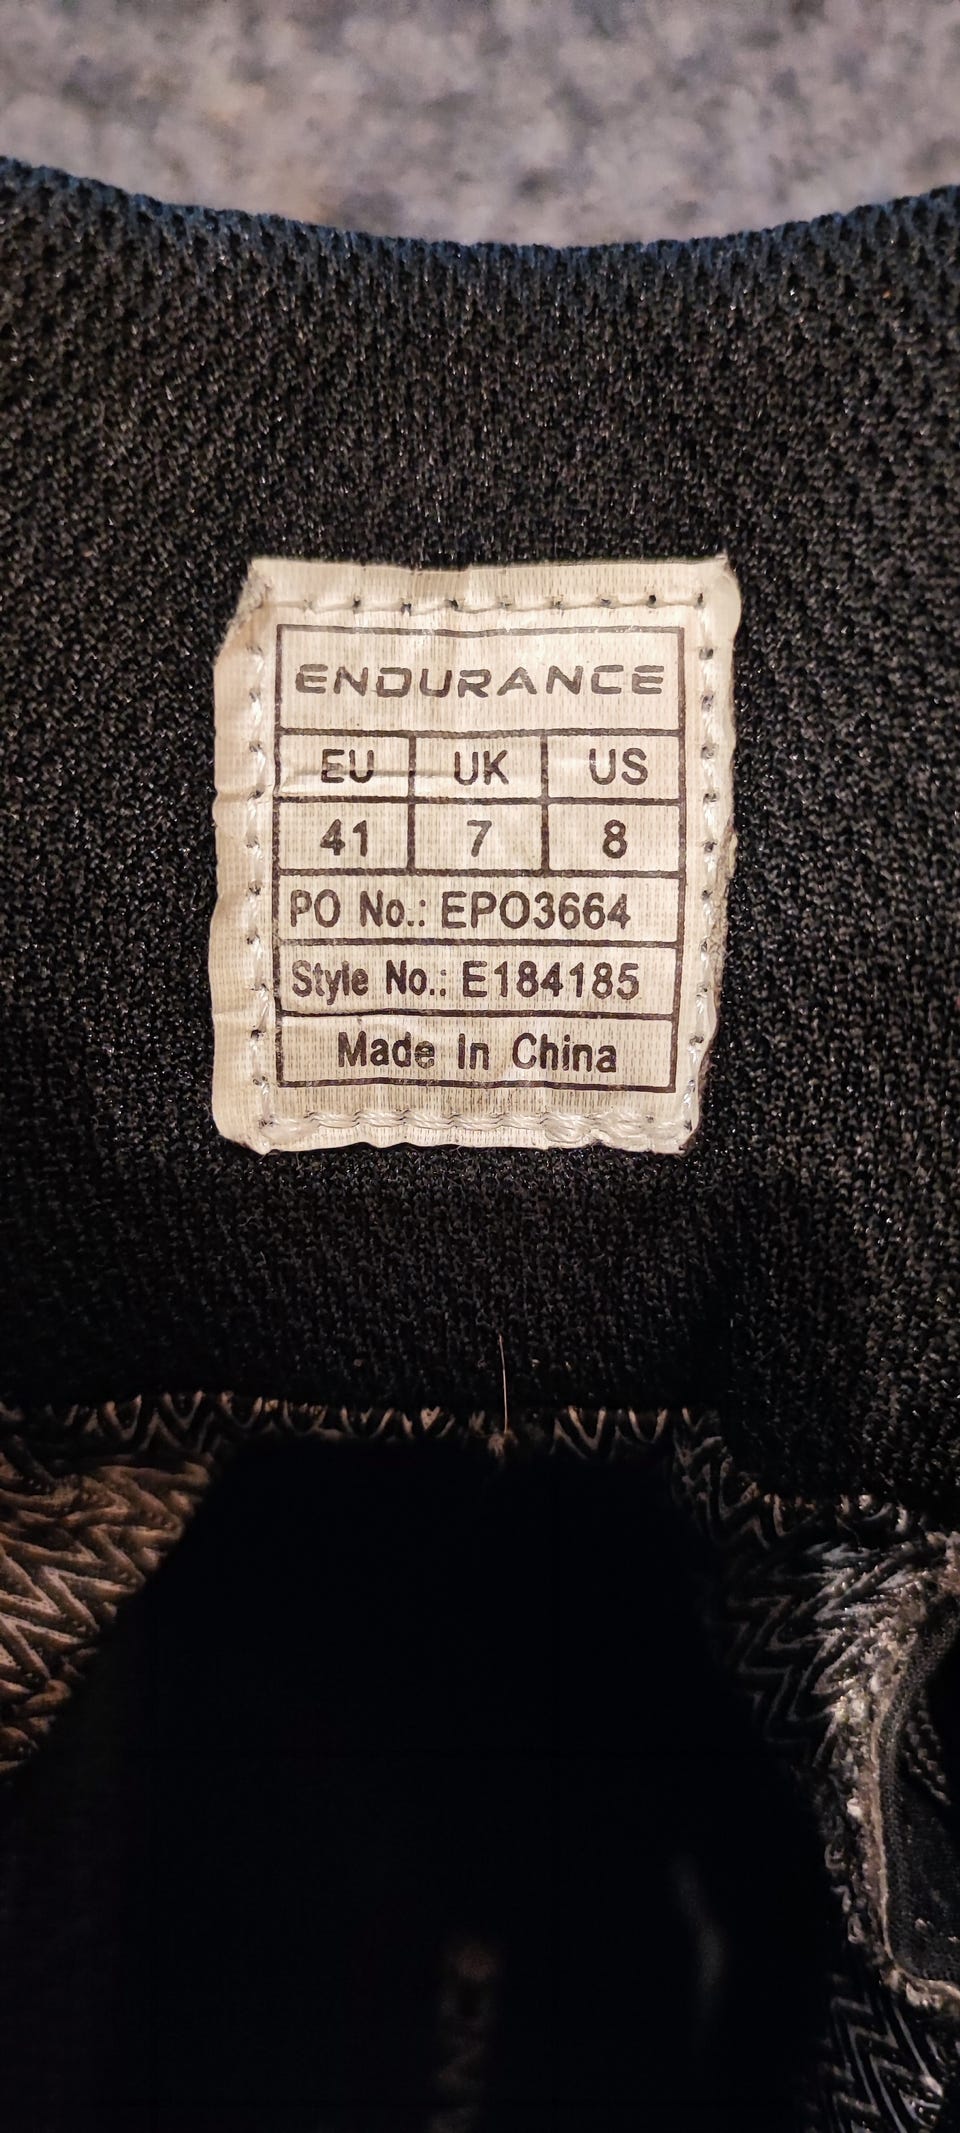 ENDURANCE
EU UK US
41 7 8
PO No.: EPO3664
Style No.: E184185
Made In China